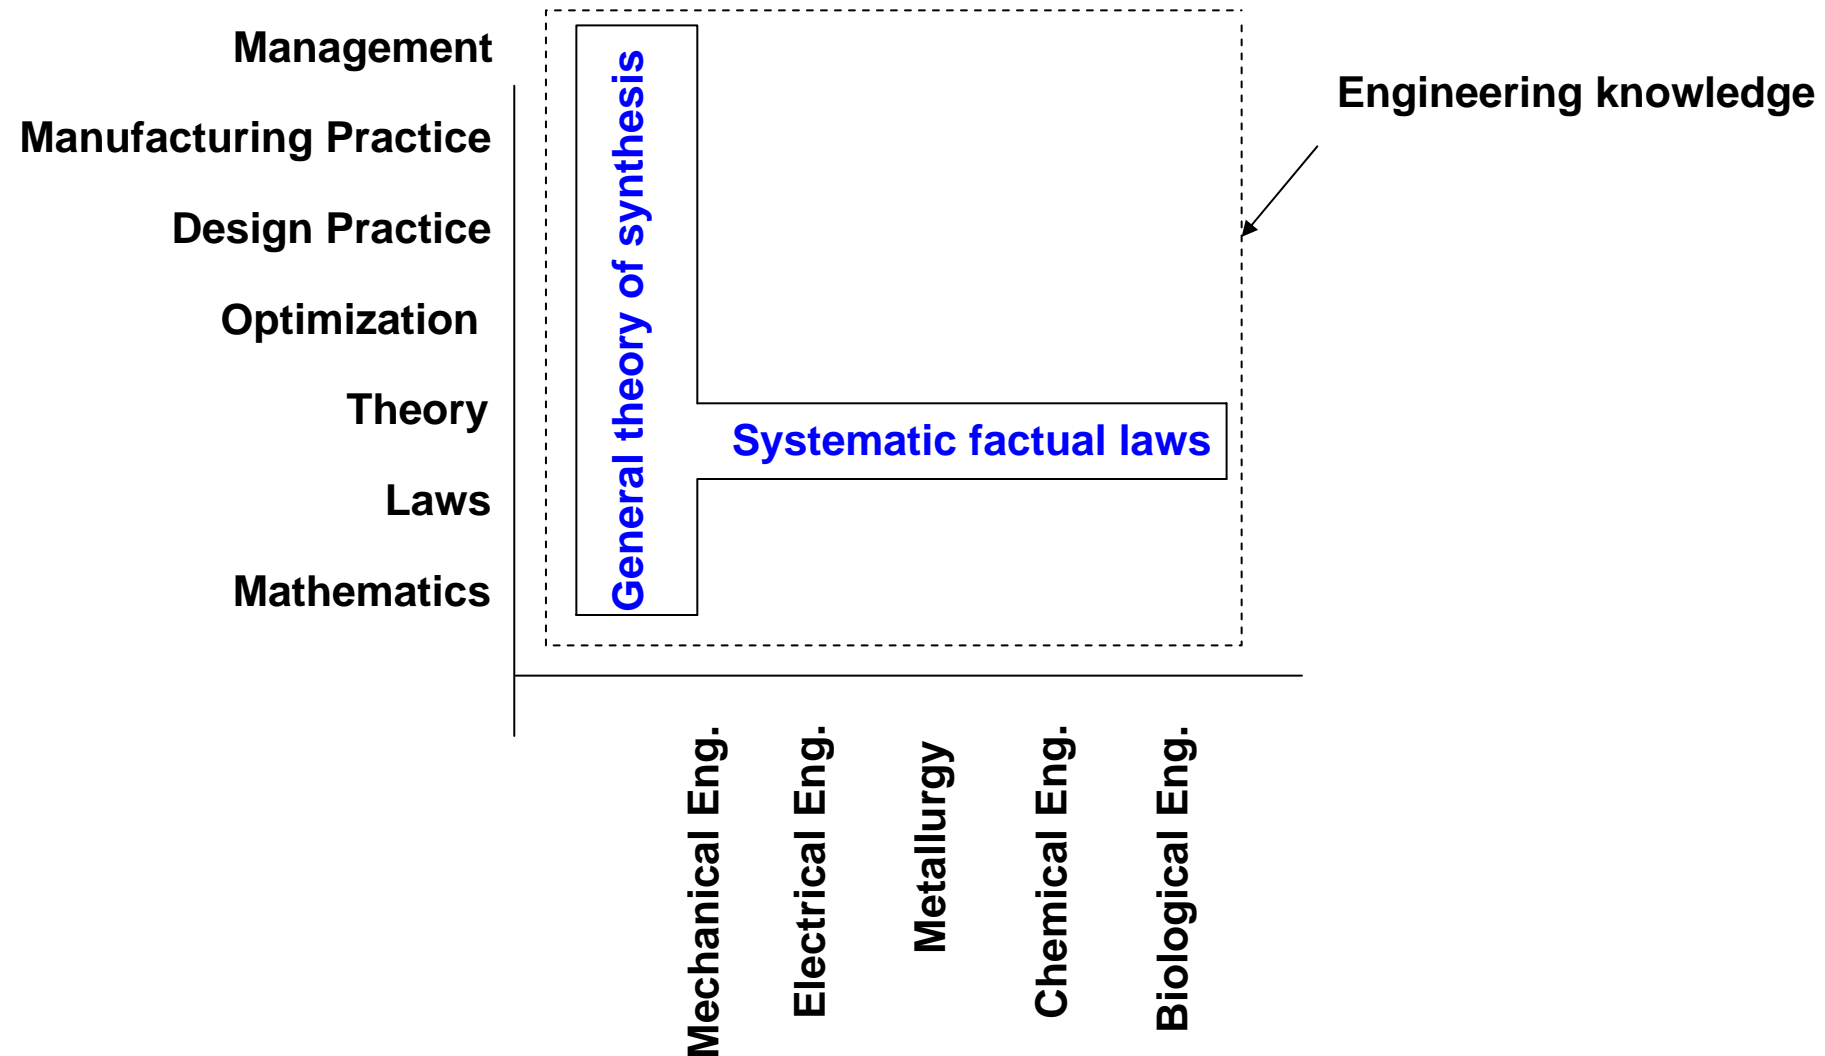 Management
Manufacturing Practice
Design Practice
Optimization
Theory
Laws
Mathematics
General theory of synthesis
Systematic factual laws
Engineering knowledge
Mechanical Eng.
Electrical Eng.
Metallurgy
Chemical Eng.
Biological Eng.